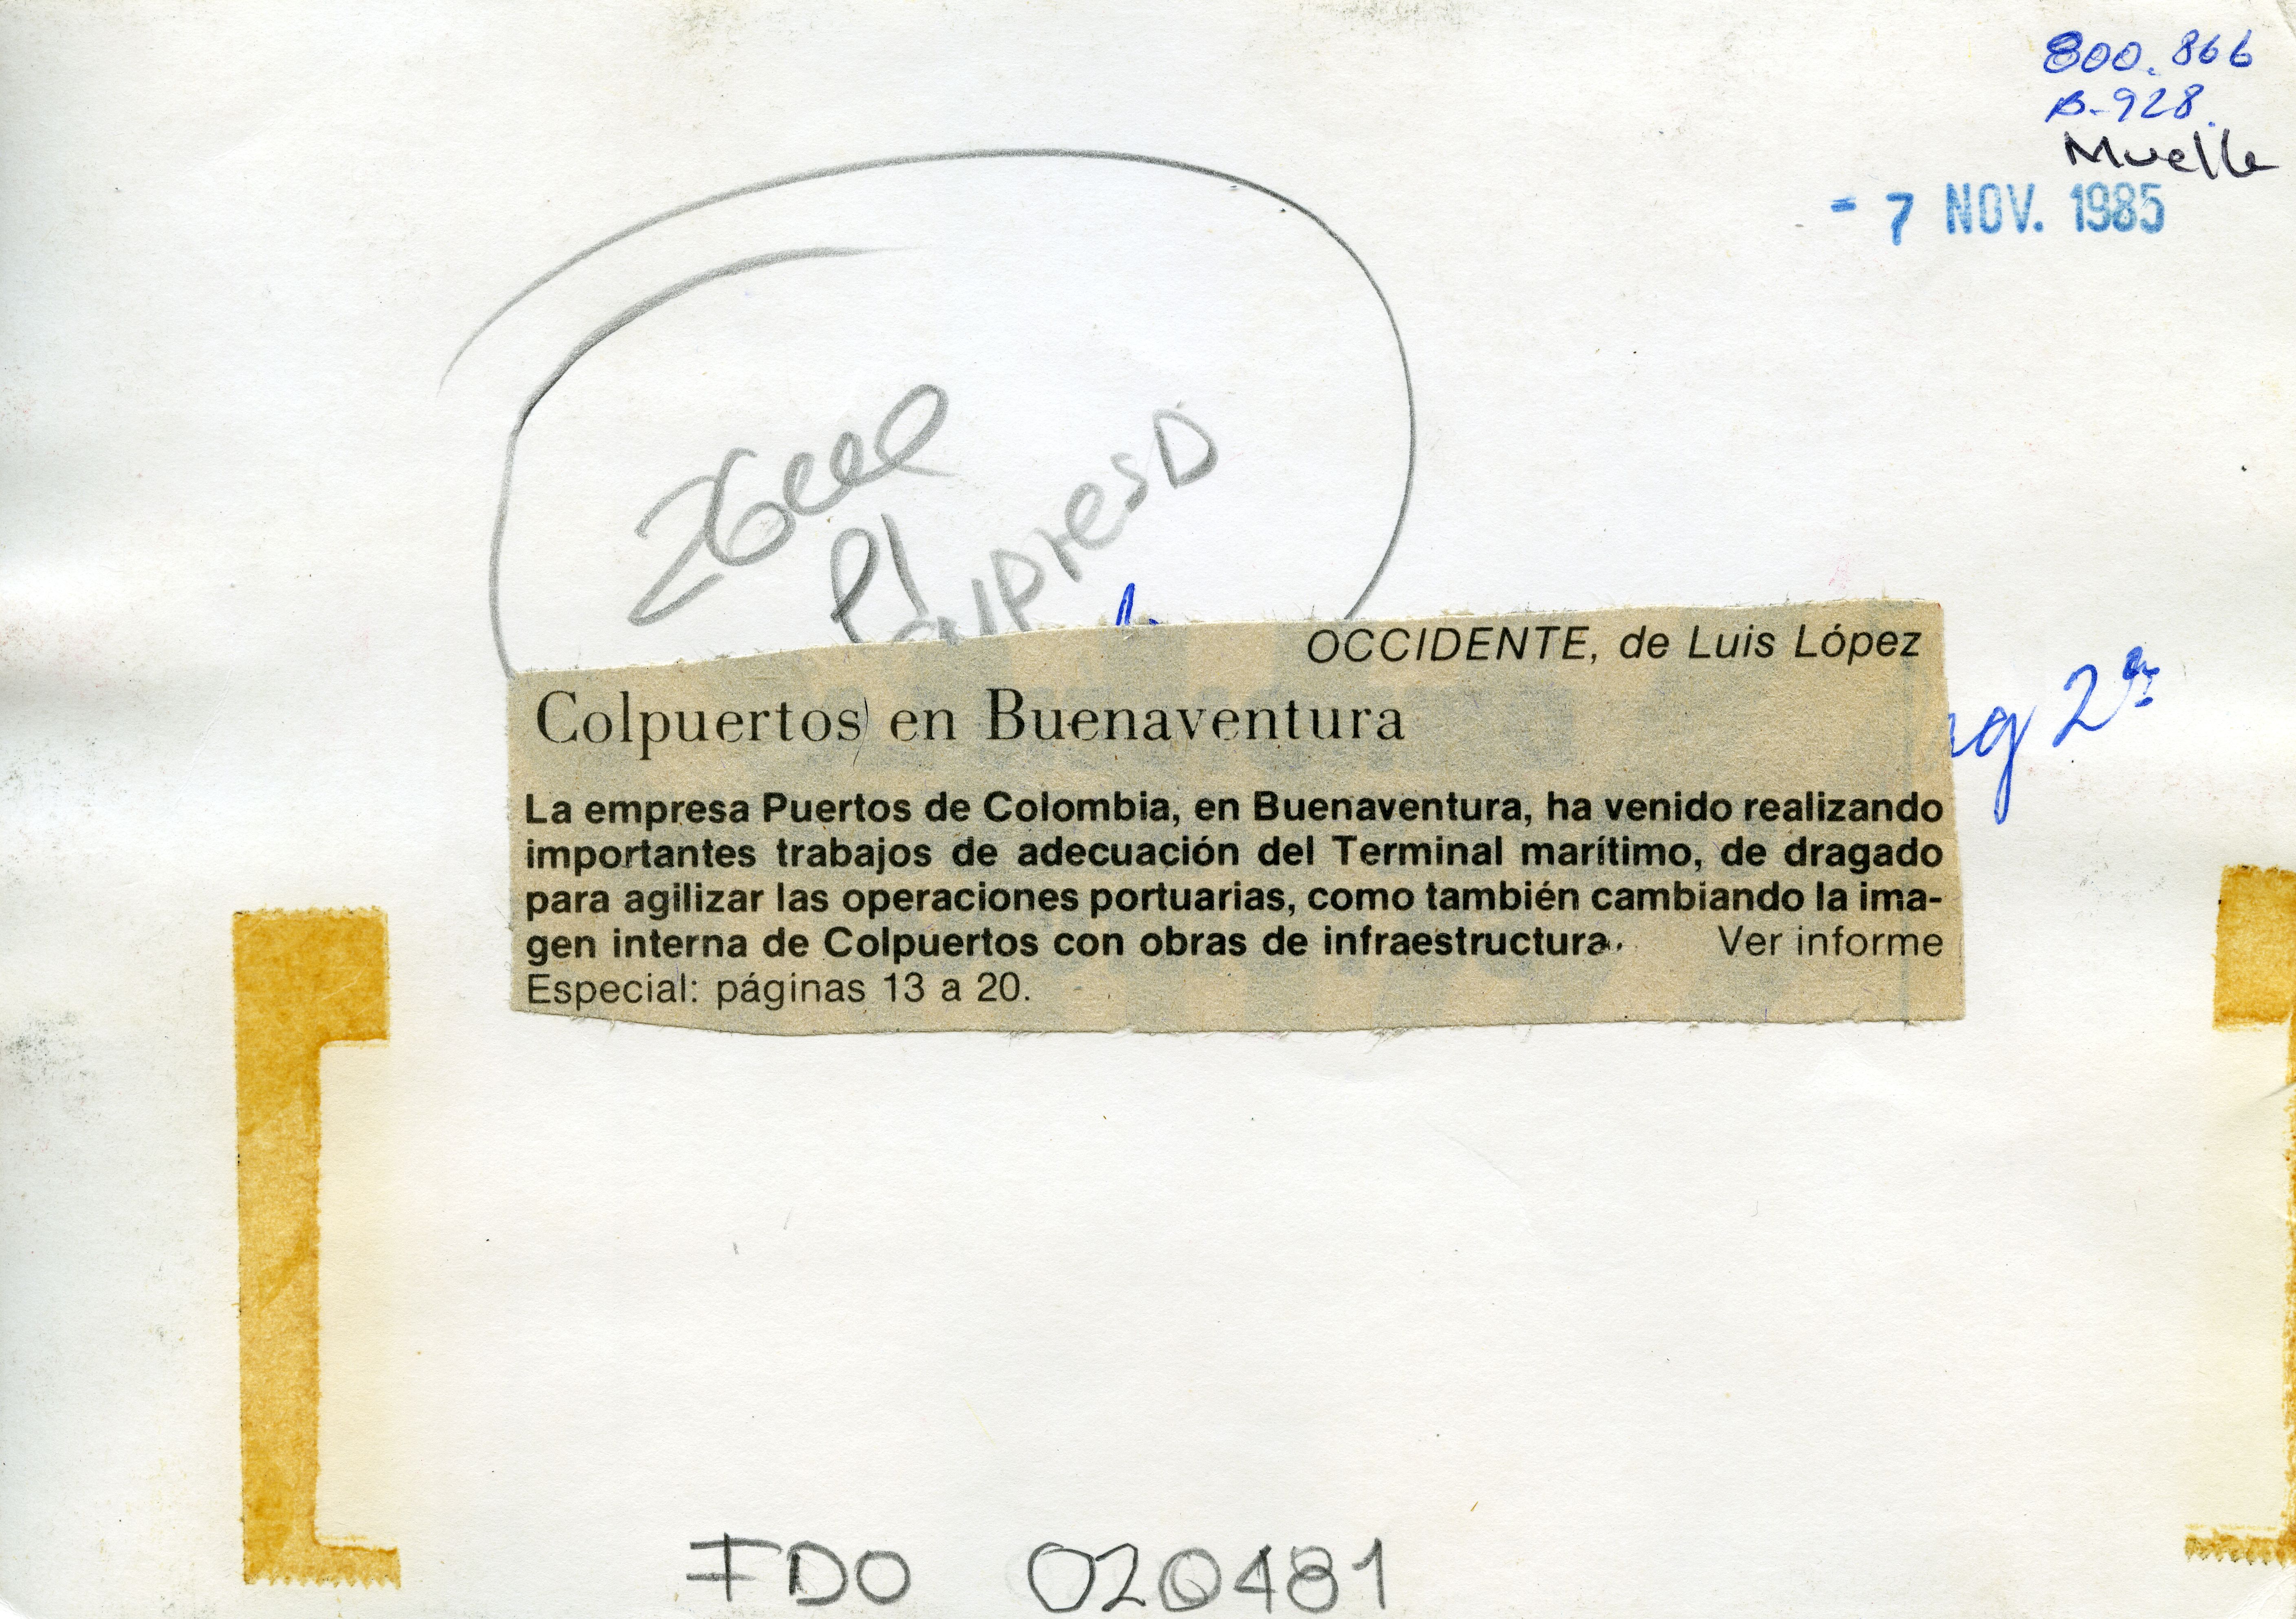 800.866
B-928.
Muelle
- 7 NOV. 1985
OCCIDENTE, de Luis López
Colpuertos en Buenaventura
2ª
La empresa Puertos de Colombia, en Buenaventura, ha venido realizando
importantes trabajos de adecuación del Terminal marítimo, de dragado
para agilizar las operaciones portuarias, como también cambiando la ima-
gen interna de Colpuertos con obras de infraestructura. Ver informe
Especial: páginas 13 a 20.
FDO 020481